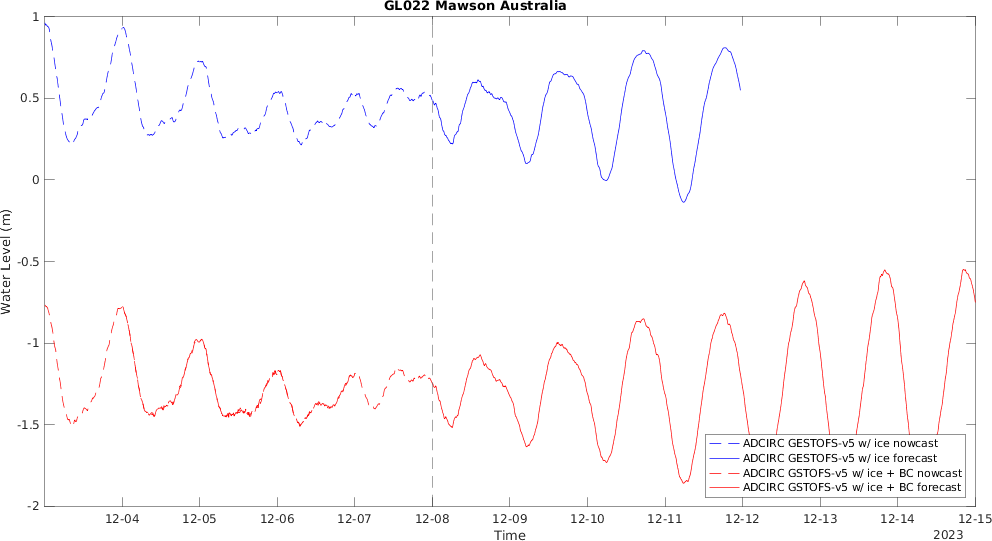 GL022 Mawson Australia
Water Level (m)
1
0.5
0
-0.5
-1
-1.5
-2
ADCIRC GESTOFS-v5 w/ ice nowcast
ADCIRC GESTOFS-v5 w/ ice forecast
ADCIRC GSTOFS-v5 w/ ice + BC nowcast
ADCIRC GSTOFS-v5 w/ ice + BC forecast
12-04 12-05 12-06 12-07 12-08 12-09 12-10 12-11 12-12 12-13 12-14 12-15
Time
2023